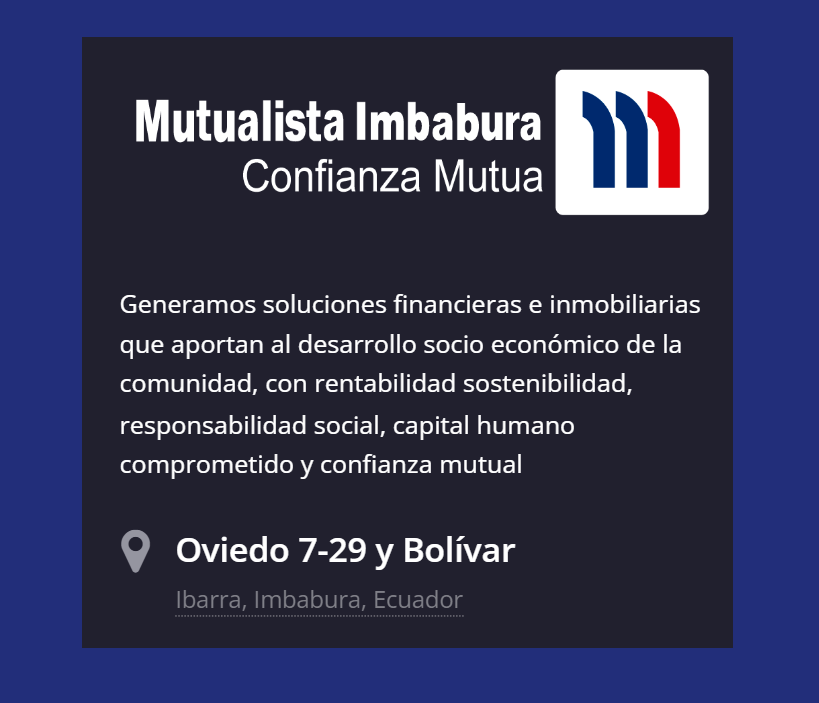 Mutualista Imbabura
Confianza Mutua
Generamos soluciones financieras e inmobiliarias
que aportan al desarrollo socio económico de la
comunidad, con rentabilidad sostenibilidad,
responsabilidad social, capital humano
comprometido y confianza mutual
Oviedo 7-29 y Bolívar
Ibarra, Imbabura, Ecuador